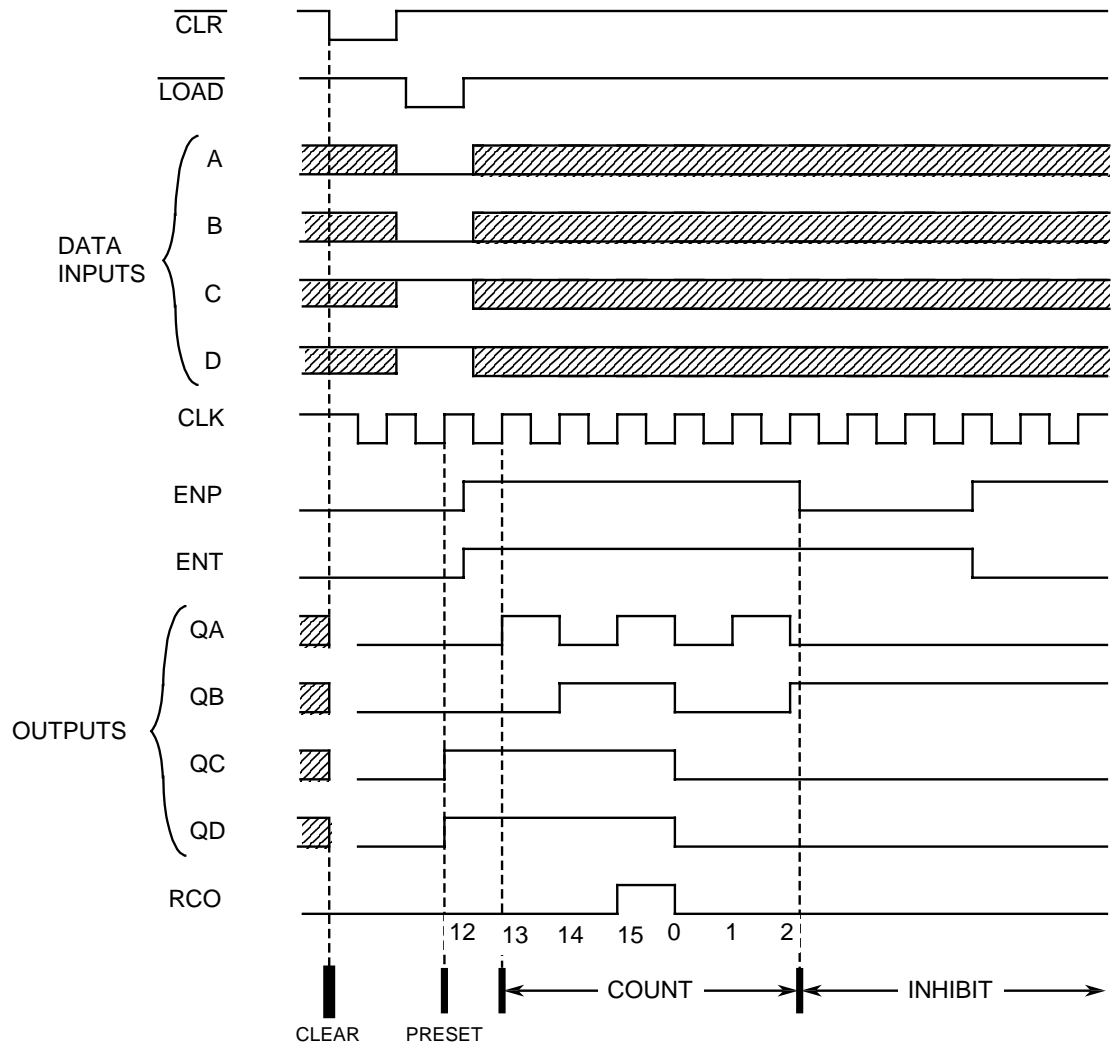 CLR
LOAD
A
B
DATA
INPUTS
C
D
CLK
ENP
ENT
QA
QB
OUTPUTS
QC
QD
RCO
12 13 14 15 0 1 2
COUNT INHIBIT
CLEAR PRESET